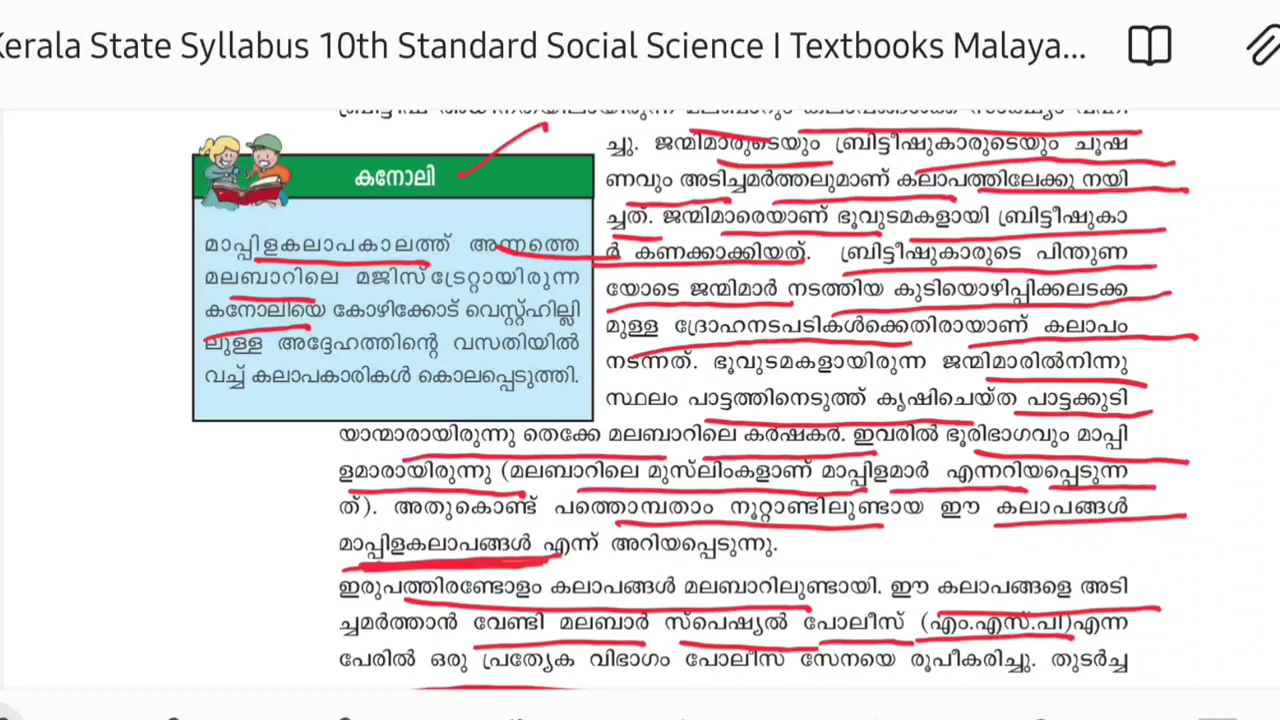 Kerala State Syllabus 10th Standard Social Science I Textbooks Malaya...
കനോലി
മാപ്പിളകലാപകാലത്ത് അന്നത്തെ
മലബാറിലെ മജിസ്ട്രേറ്റായിരുന്ന
കനോലിയെ കോഴിക്കോട് വെസ്റ്റ്ഹില്ലി
ലുള്ള അദ്ദേഹത്തിന്റെ വസതിയിൽ
വച്ച് കലാപകാരികൾ കൊലപ്പെടുത്തി.
ച്ചു. ജന്മിമാരുടെയും ബ്രിട്ടീഷുകാരുടെയും ചൂഷ
ണവും അടിച്ചമർത്തലുമാണ് കലാപത്തിലേക്കു നയി
ച്ചത്. ജന്മിമാരെയാണ് ഭൂവുടമകളായി ബ്രിട്ടീഷുകാ
ർ കണക്കാക്കിയത്. ബ്രിട്ടീഷുകാരുടെ പിന്തുണ
യോടെ ജന്മിമാർ നടത്തിയ കുടിയൊഴിപ്പിക്കലടക്ക
മുള്ള ദ്രോഹനടപടികൾക്കെതിരായാണ് കലാപം
നടന്നത്. ഭൂവുടമകളായിരുന്ന ജന്മിമാരിൽനിന്നു
സ്ഥലം പാട്ടത്തിനെടുത്ത് കൃഷിചെയ്ത പാട്ടക്കുടി
യാന്മാരായിരുന്നു തെക്കേ മലബാറിലെ കർഷകർ. ഇവരിൽ ഭൂരിഭാഗവും മാപ്പി
ളമാരായിരുന്നു (മലബാറിലെ മുസ്‌ലിംകളാണ് മാപ്പിളമാർ എന്നറിയപ്പെടുന്ന
ത്). അതുകൊണ്ട് പത്തൊമ്പതാം നൂറ്റാണ്ടിലുണ്ടായ ഈ കലാപങ്ങൾ
മാപ്പിളകലാപങ്ങൾ എന്ന് അറിയപ്പെടുന്നു.
ഇരുപത്തിരണ്ടോളം കലാപങ്ങൾ മലബാറിലുണ്ടായി. ഈ കലാപങ്ങളെ അടി
ച്ചമർത്താൻ വേണ്ടി മലബാർ സ്പെഷ്യൽ പോലീസ് (എം.എസ്.പി)എന്ന
പേരിൽ ഒരു പ്രത്യേക വിഭാഗം പോലീസ് സേനയെ രൂപീകരിച്ചു. തുടർച്ച